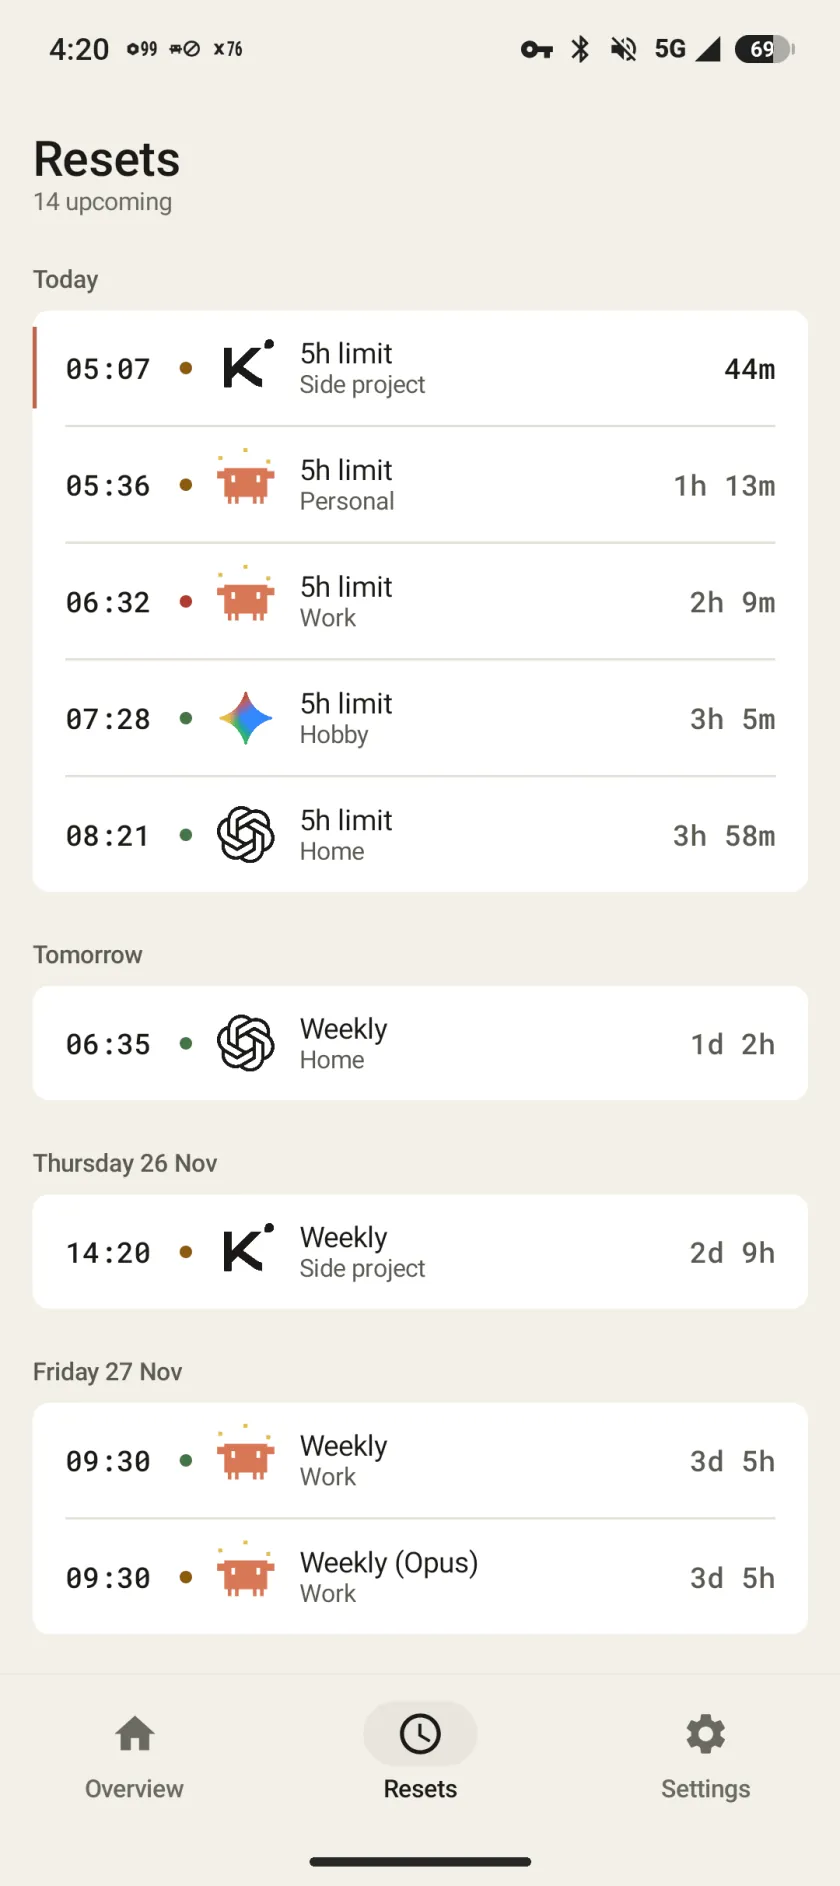 4:20 99 x 76 5G 69
Resets
14 upcoming
Today
05:07 5h limit 44m
Side project
05:36 5h limit 1h 13m
Personal
06:32 5h limit 2h 9m
Work
07:28 5h limit 3h 5m
Hobby
08:21 5h limit 3h 58m
Home
Tomorrow
06:35 Weekly 1d 2h
Home
Thursday 26 Nov
14:20 Weekly 2d 9h
Side project
Friday 27 Nov
09:30 Weekly 3d 5h
Work
09:30 Weekly (Opus) 3d 5h
Work
Overview Resets Settings